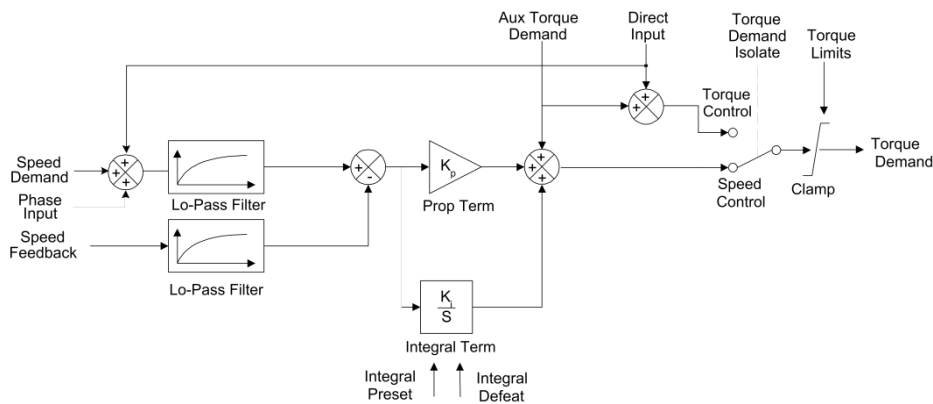 Aux Torque
Demand
Direct
Input
Torque
Demand
Isolate
Torque
Limits
Torque
Control
+
+
+
+
+
Speed
Demand
+
+
+
Phase
Input
Lo-Pass Filter
+
-
Kp
Prop Term
+
+
+
Speed
Control
Clamp
Torque
Demand
Speed
Feedback
Lo-Pass Filter
Ki
S
Integral Term
Integral
Preset
Integral
Defeat